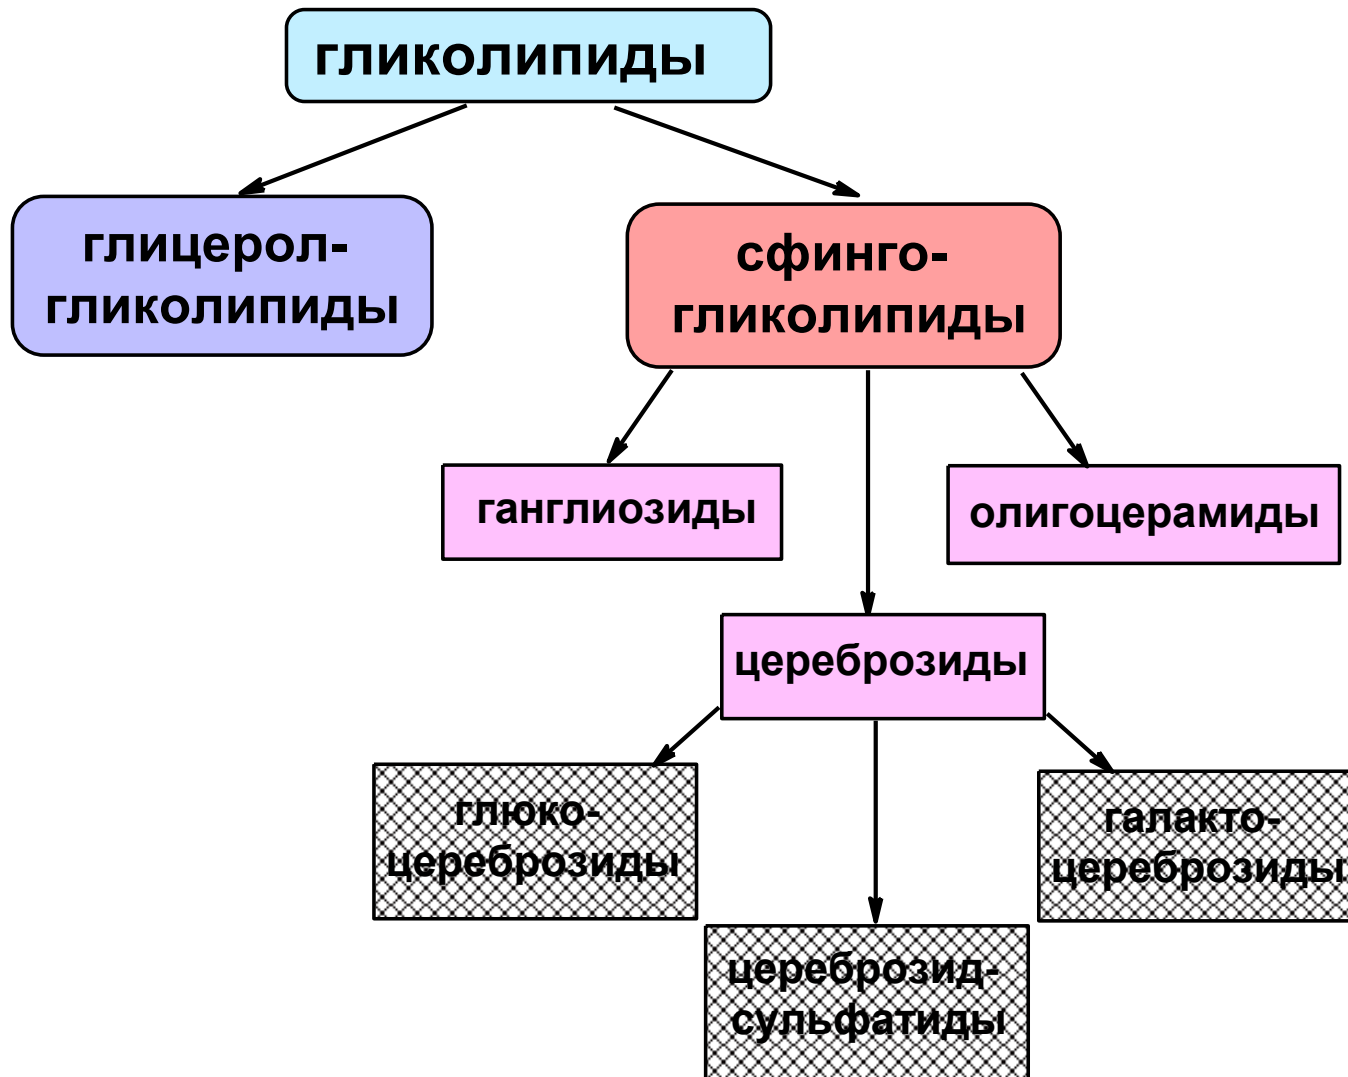 гликолипиды
глицерол-
гликолипиды
сфинго-
гликолипиды
ганглиозиды
олигоцерамиды
цереброзиды
глюко-
цереброзиды
галакто-
цереброзиды
цереброзид-
сульфатиды